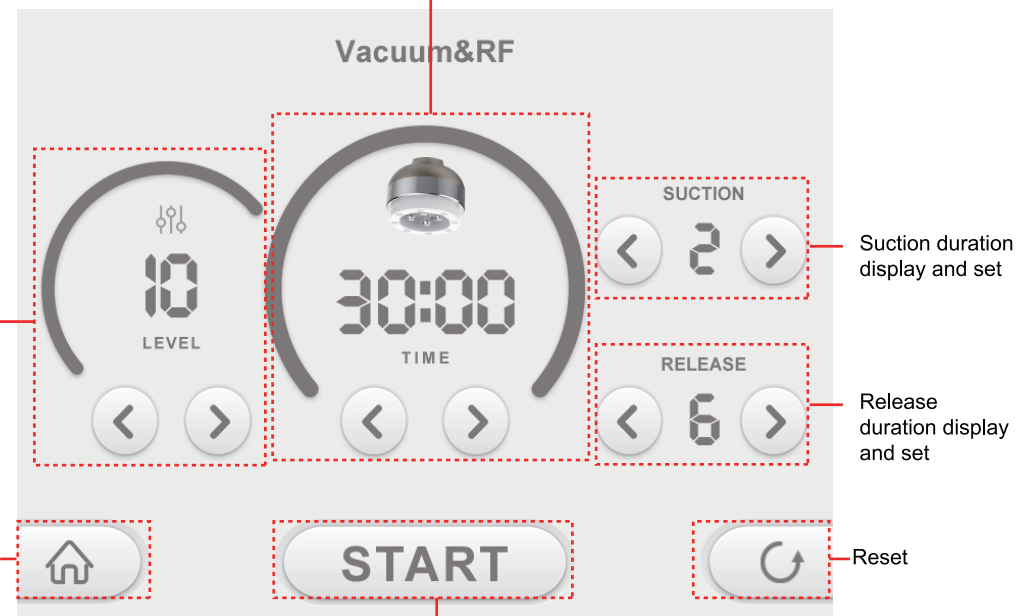 Vacuum&RF
10
LEVEL
30:00
TIME
SUCTION
2
Suction duration
display and set
RELEASE
6
Release
duration display
and set
START
Reset